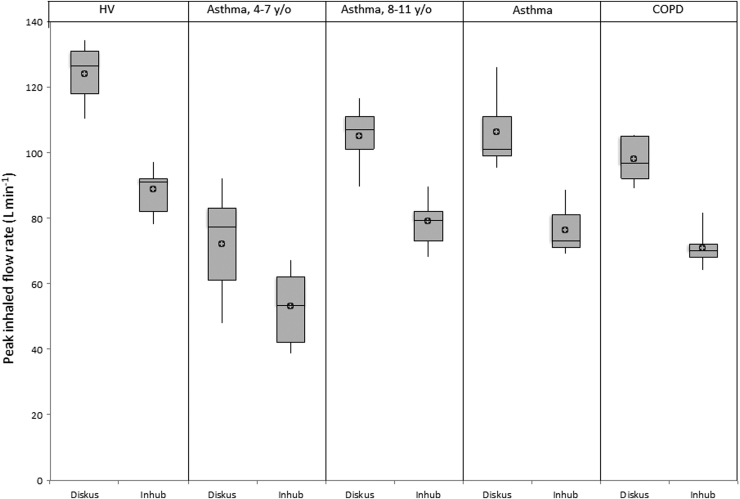 HV Asthma, 4-7 y/o Asthma, 8-11 y/o Asthma COPD
Peak inhaled flow rate (L min-1)
140
120
100
80
60
40
20
0
Diskus Inhub Diskus Inhub Diskus Inhub Diskus Inhub Diskus Inhub